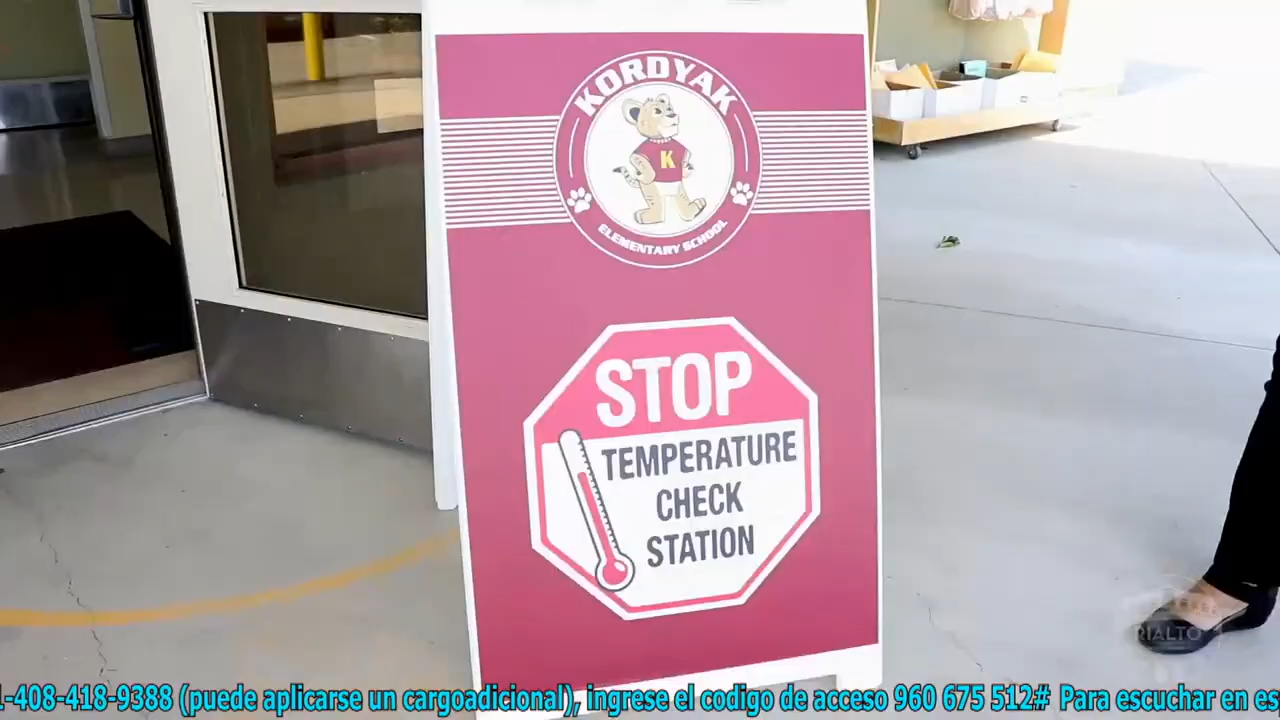 KORDYAK
K
ELEMENTARY SCHOOL
STOP
TEMPERATURE
CHECK
STATION
RIALTO
1-408-418-9388 (puede aplicarse un cargoadicional), ingrese el codigo de acceso 960 675 512# Para escuchar en es